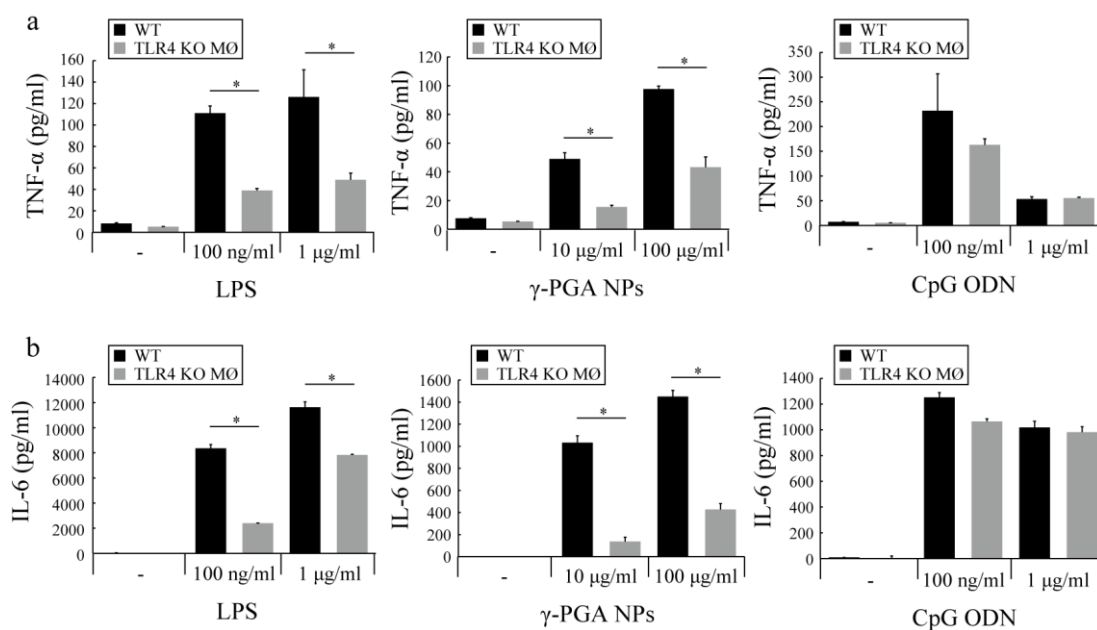 a
WT
TLR4 KO MØ
TNF-α (pg/ml)
160
140
120
100
80
60
40
20
0
*
*
-
100 ng/ml
1 μg/ml
LPS
WT
TLR4 KO MØ
TNF-α (pg/ml)
120
100
80
60
40
20
0
*
*
-
10 μg/ml
100 μg/ml
γ-PGA NPs
WT
TLR4 KO MØ
TNF-α (pg/ml)
350
300
250
200
150
100
50
0
-
100 ng/ml
1 μg/ml
CpG ODN
b
WT
TLR4 KO MØ
IL-6 (pg/ml)
14000
12000
10000
8000
6000
4000
2000
0
*
*
-
100 ng/ml
1 μg/ml
LPS
WT
TLR4 KO MØ
IL-6 (pg/ml)
1600
1400
1200
1000
800
600
400
200
0
*
*
-
10 μg/ml
100 μg/ml
γ-PGA NPs
WT
TLR4 KO MØ
IL-6 (pg/ml)
1400
1200
1000
800
600
400
200
0
-
100 ng/ml
1 μg/ml
CpG ODN